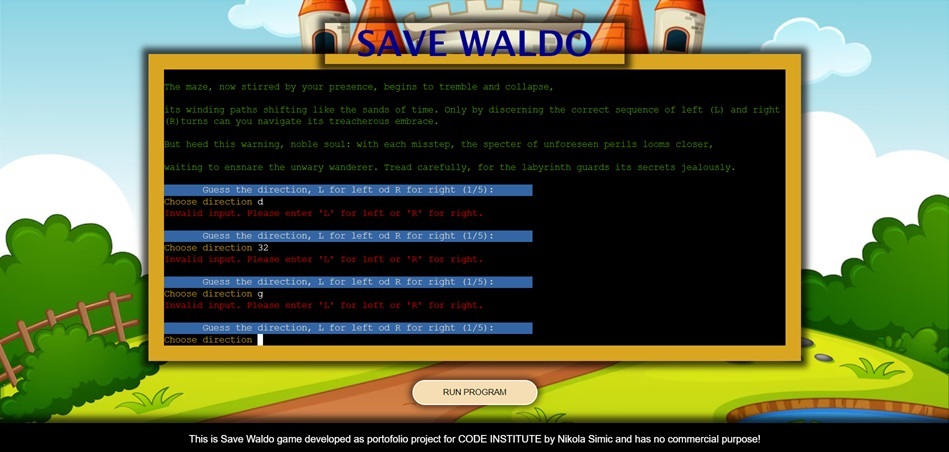 SAVE WALDO
The maze, now stirred by your presence, begins to tremble and collapse,
its winding paths shifting like the sands of time. Only by discerning the correct sequence of left (L) and right
(R)turns can you navigate its treacherous embrace.
But heed this warning, noble soul: with each misstep, the specter of unforeseen perils looms closer,
waiting to ensnare the unwary wanderer. Tread carefully, for the labyrinth guards its secrets jealously.
Guess the direction, L for left od R for right (1/5):
Choose direction d
Invalid input. Please enter 'L' for left or 'R' for right.
Guess the direction, L for left od R for right (1/5):
Choose direction 32
Invalid input. Please enter 'L' for left or 'R' for right.
Guess the direction, L for left od R for right (1/5):
Choose direction g
Invalid input. Please enter 'L' for left or 'R' for right.
Guess the direction, L for left od R for right (1/5):
Choose direction
RUN PROGRAM
This is Save Waldo game developed as portofolio project for CODE INSTITUTE by Nikola Simic and has no commercial purpose!